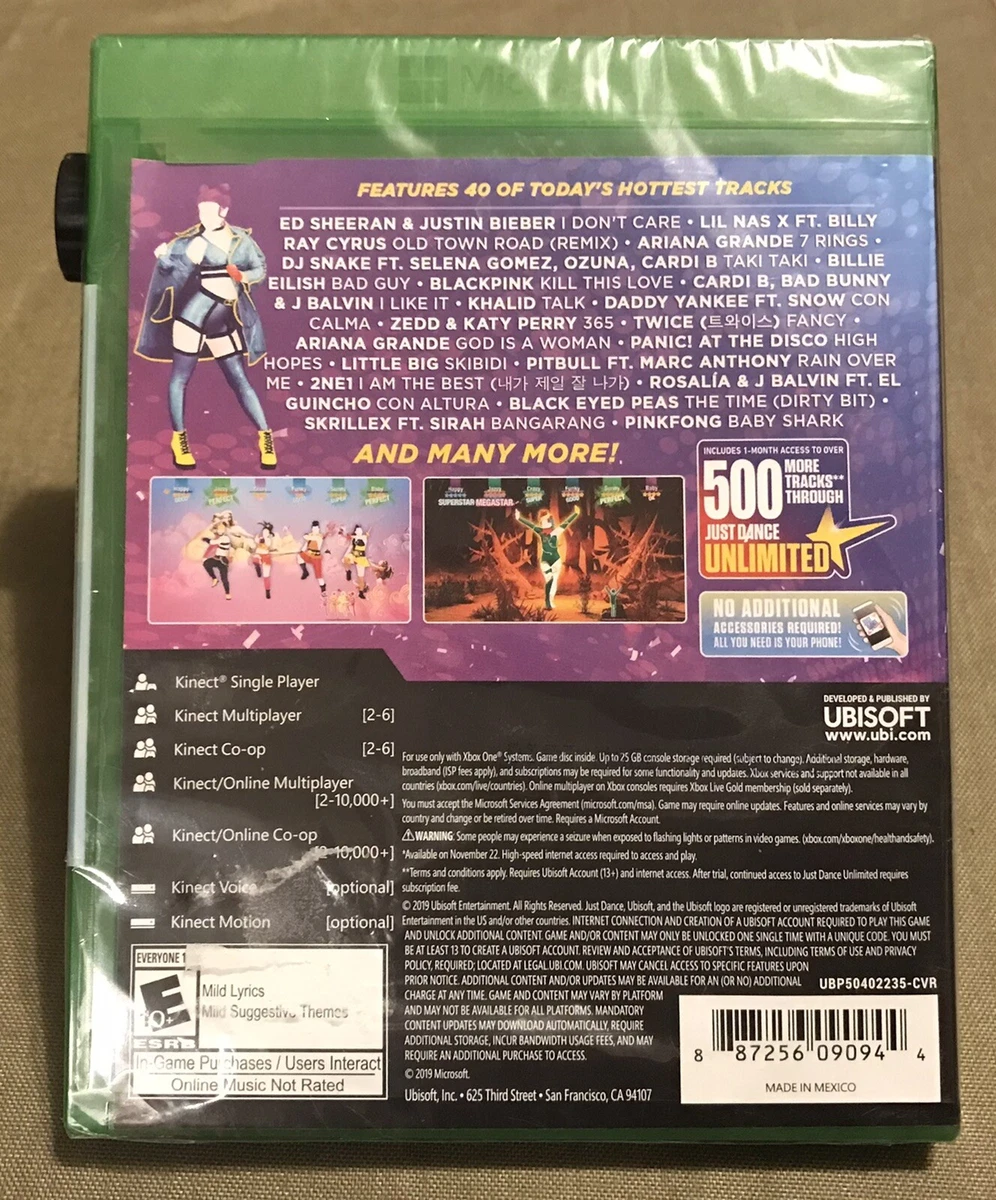 FEATURES 40 OF TODAY'S HOTTEST TRACKS
ED SHEERAN & JUSTIN BIEBER I DON'T CARE • LIL NAS X FT. BILLY
RAY CYRUS OLD TOWN ROAD (REMIX) • ARIANA GRANDE 7 RINGS •
DJ SNAKE FT. SELENA GOMEZ, OZUNA, CARDI B TAKI TAKI • BILLIE
EILISH BAD GUY • BLACKPINK KILL THIS LOVE • CARDI B, BAD BUNNY
& J BALVIN I LIKE IT • KHALID TALK • DADDY YANKEE FT. SNOW CON
CALMA • ZEDD & KATY PERRY 365 • TWICE (트와이스) FANCY •
ARIANA GRANDE GOD IS A WOMAN • PANIC! AT THE DISCO HIGH
HOPES • LITTLE BIG SKIBIDI • PITBULL FT. MARC ANTHONY RAIN OVER
ME • 2NE1 I AM THE BEST (내가 제일 잘 나가) • ROSALÍA & J BALVIN FT. EL
GUINCHO CON ALTURA • BLACK EYED PEAS THE TIME (DIRTY BIT) •
SKRILLEX FT. SIRAH BANGARANG • PINKFONG BABY SHARK
AND MANY MORE!
INCLUDES 1-MONTH ACCESS TO OVER
500 MORE
TRACKS**
THROUGH
JUST DANCE
UNLIMITED
SUPERSTAR MEGASTAR
NO ADDITIONAL
ACCESSORIES REQUIRED!
ALL YOU NEED IS YOUR PHONE!
Kinect® Single Player
Kinect Multiplayer [2-6]
Kinect Co-op [2-6]
Kinect/Online Multiplayer
[2-10,000+]
Kinect/Online Co-op
[2-10,000+]
Kinect Voice [optional]
Kinect Motion [optional]
DEVELOPED & PUBLISHED BY
UBISOFT
www.ubi.com
For use only with Xbox One® Systems. Game disc inside. Up to 25 GB console storage required (subject to change). Additional storage, hardware,
broadband (ISP fees apply), and subscriptions may be required for some functionality and updates. Xbox services and support not available in all
countries (xbox.com/live/countries). Online multiplayer on Xbox consoles requires Xbox Live Gold membership (sold separately).
You must accept the Microsoft Services Agreement (microsoft.com/msa). Game may require online updates. Features and online services may vary by
country and change or be retired over time. Requires a Microsoft Account.
⚠WARNING: Some people may experience a seizure when exposed to flashing lights or patterns in video games. (xbox.com/xboxone/healthandsafety).
*Available on November 22. High-speed internet access required to access and play.
**Terms and conditions apply. Requires Ubisoft Account (13+) and internet access. After trial, continued access to Just Dance Unlimited requires
subscription fee.
© 2019 Ubisoft Entertainment. All Rights Reserved. Just Dance, Ubisoft, and the Ubisoft logo are registered or unregistered trademarks of Ubisoft
Entertainment in the US and/or other countries. INTERNET CONNECTION AND CREATION OF A UBISOFT ACCOUNT REQUIRED TO PLAY THIS GAME
AND UNLOCK ADDITIONAL CONTENT. GAME AND/OR CONTENT MAY ONLY BE UNLOCKED ONE SINGLE TIME WITH A UNIQUE CODE. YOU MUST
BE AT LEAST 13 TO CREATE A UBISOFT ACCOUNT. REVIEW AND ACCEPTANCE OF UBISOFT'S TERMS, INCLUDING TERMS OF USE AND PRIVACY
POLICY, REQUIRED; LOCATED AT LEGAL.UBI.COM. UBISOFT MAY CANCEL ACCESS TO SPECIFIC FEATURES UPON
PRIOR NOTICE. ADDITIONAL CONTENT AND/OR UPDATES MAY BE AVAILABLE FOR AN (OR NO) ADDITIONAL
CHARGE AT ANY TIME. GAME AND CONTENT MAY VARY BY PLATFORM
AND MAY NOT BE AVAILABLE FOR ALL PLATFORMS. MANDATORY
CONTENT UPDATES MAY DOWNLOAD AUTOMATICALLY, REQUIRE
ADDITIONAL STORAGE, INCUR BANDWIDTH USAGE FEES, AND MAY
REQUIRE AN ADDITIONAL PURCHASE TO ACCESS.
© 2019 Microsoft.
Ubisoft, Inc. • 625 Third Street • San Francisco, CA 94107
UBP50402235-CVR
8 87256 09094 4
MADE IN MEXICO
EVERYONE 1
10+
ESRB
Mild Lyrics
Mild Suggestive Themes
In-Game Purchases / Users Interact
Online Music Not Rated